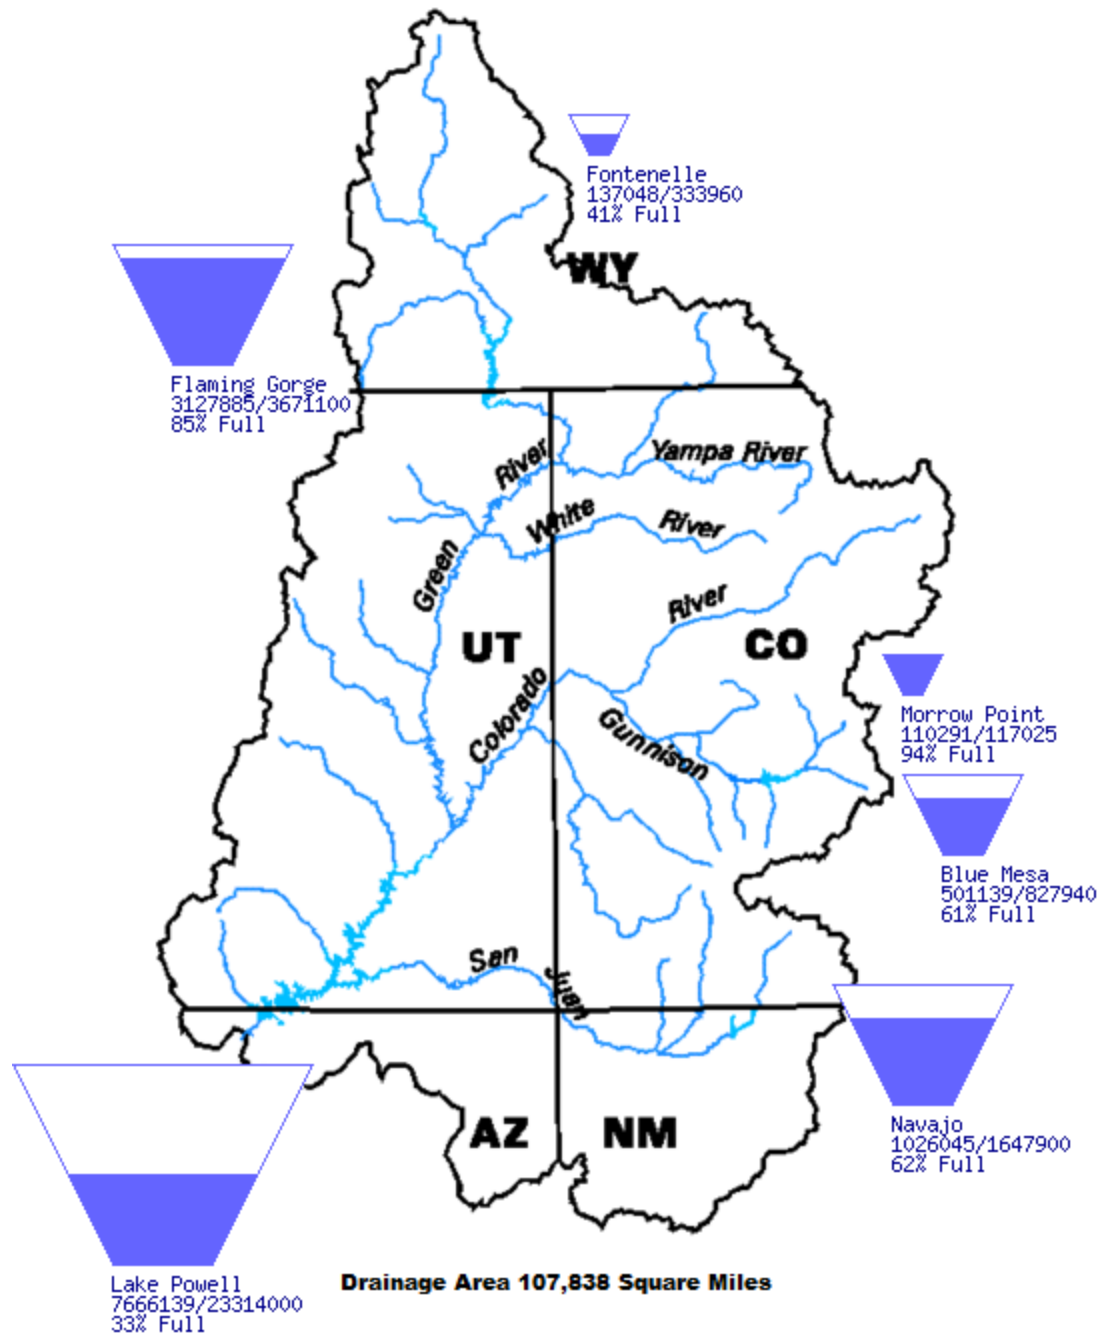 Fontenelle
137048/333960
41% Full
WY
Flaming Gorge
3127885/3671100
85% Full
River
Yampa River
White
River
Green
River
UT
CO
Colorado
Gunnison
Morrow Point
110291/117025
94% Full
Blue Mesa
501139/827940
61% Full
San
Juan
Navajo
1026045/1647900
62% Full
AZ
NM
Lake Powell
7666139/23314000
33% Full
Drainage Area 107,838 Square Miles